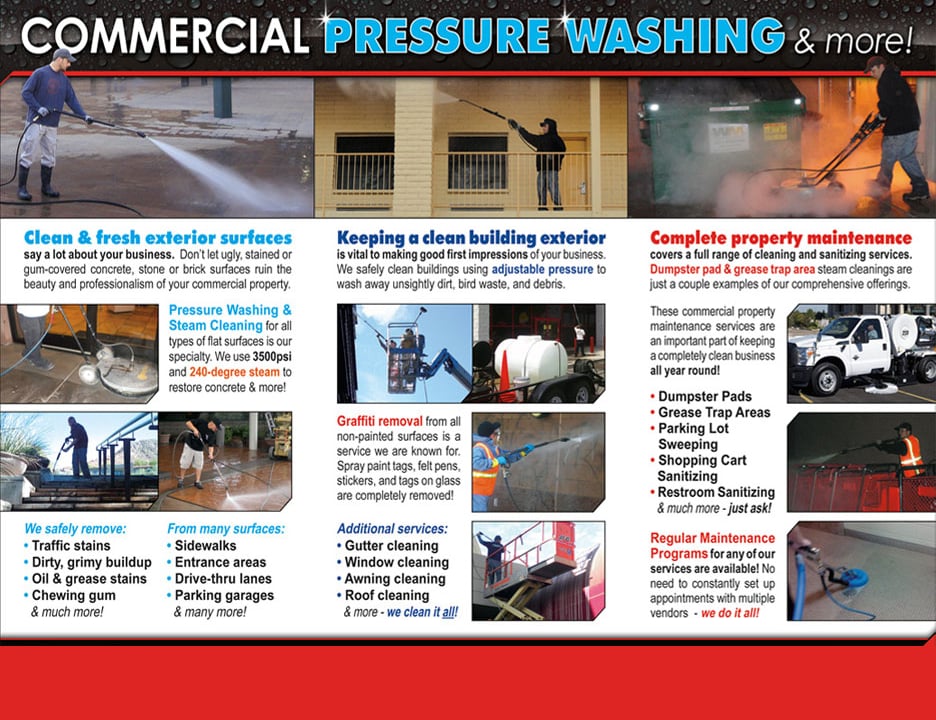 COMMERCIAL PRESSURE WASHING & more!
Clean & fresh exterior surfaces
say a lot about your business. Don't let ugly, stained or
gum-covered concrete, stone or brick surfaces ruin the
beauty and professionalism of your commercial property.
Pressure Washing &
Steam Cleaning for all
types of flat surfaces is our
specialty. We use 3500psi
and 240-degree steam to
restore concrete & more!
We safely remove:
• Traffic stains
• Dirty, grimy buildup
• Oil & grease stains
• Chewing gum
& much more!
From many surfaces:
• Sidewalks
• Entrance areas
• Drive-thru lanes
• Parking garages
& many more!
Keeping a clean building exterior
is vital to making good first impressions of your business.
We safely clean buildings using adjustable pressure to
wash away unsightly dirt, bird waste, and debris.
Graffiti removal from all
non-painted surfaces is a
service we are known for.
Spray paint tags, felt pens,
stickers, and tags on glass
are completely removed!
Additional services:
• Gutter cleaning
• Window cleaning
• Awning cleaning
• Roof cleaning
& more - we clean it all!
WM
Complete property maintenance
covers a full range of cleaning and sanitizing services.
Dumpster pad & grease trap area steam cleanings are
just a couple examples of our comprehensive offerings.
These commercial property
maintenance services are
an important part of keeping
a completely clean business
all year round!
• Dumpster Pads
• Grease Trap Areas
• Parking Lot
Sweeping
• Shopping Cart
Sanitizing
• Restroom Sanitizing
& much more - just ask!
Regular Maintenance
Programs for any of our
services are available! No
need to constantly set up
appointments with multiple
vendors - we do it all!